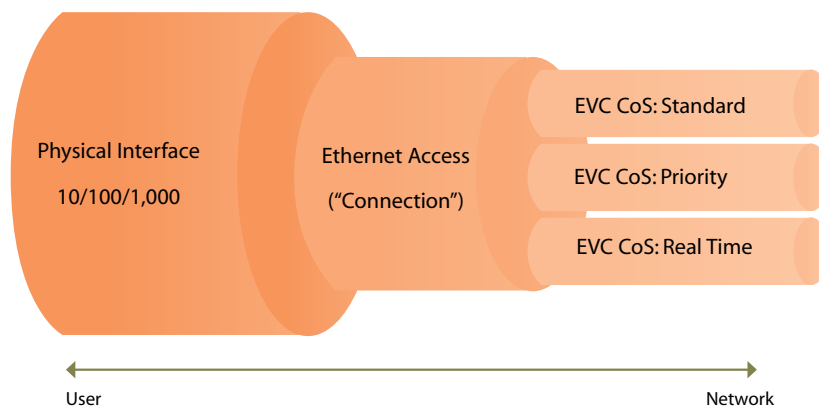 Physical Interface
10/100/1,000
Ethernet Access
(“Connection”)
EVC CoS: Standard
EVC CoS: Priority
EVC CoS: Real Time
User
Network